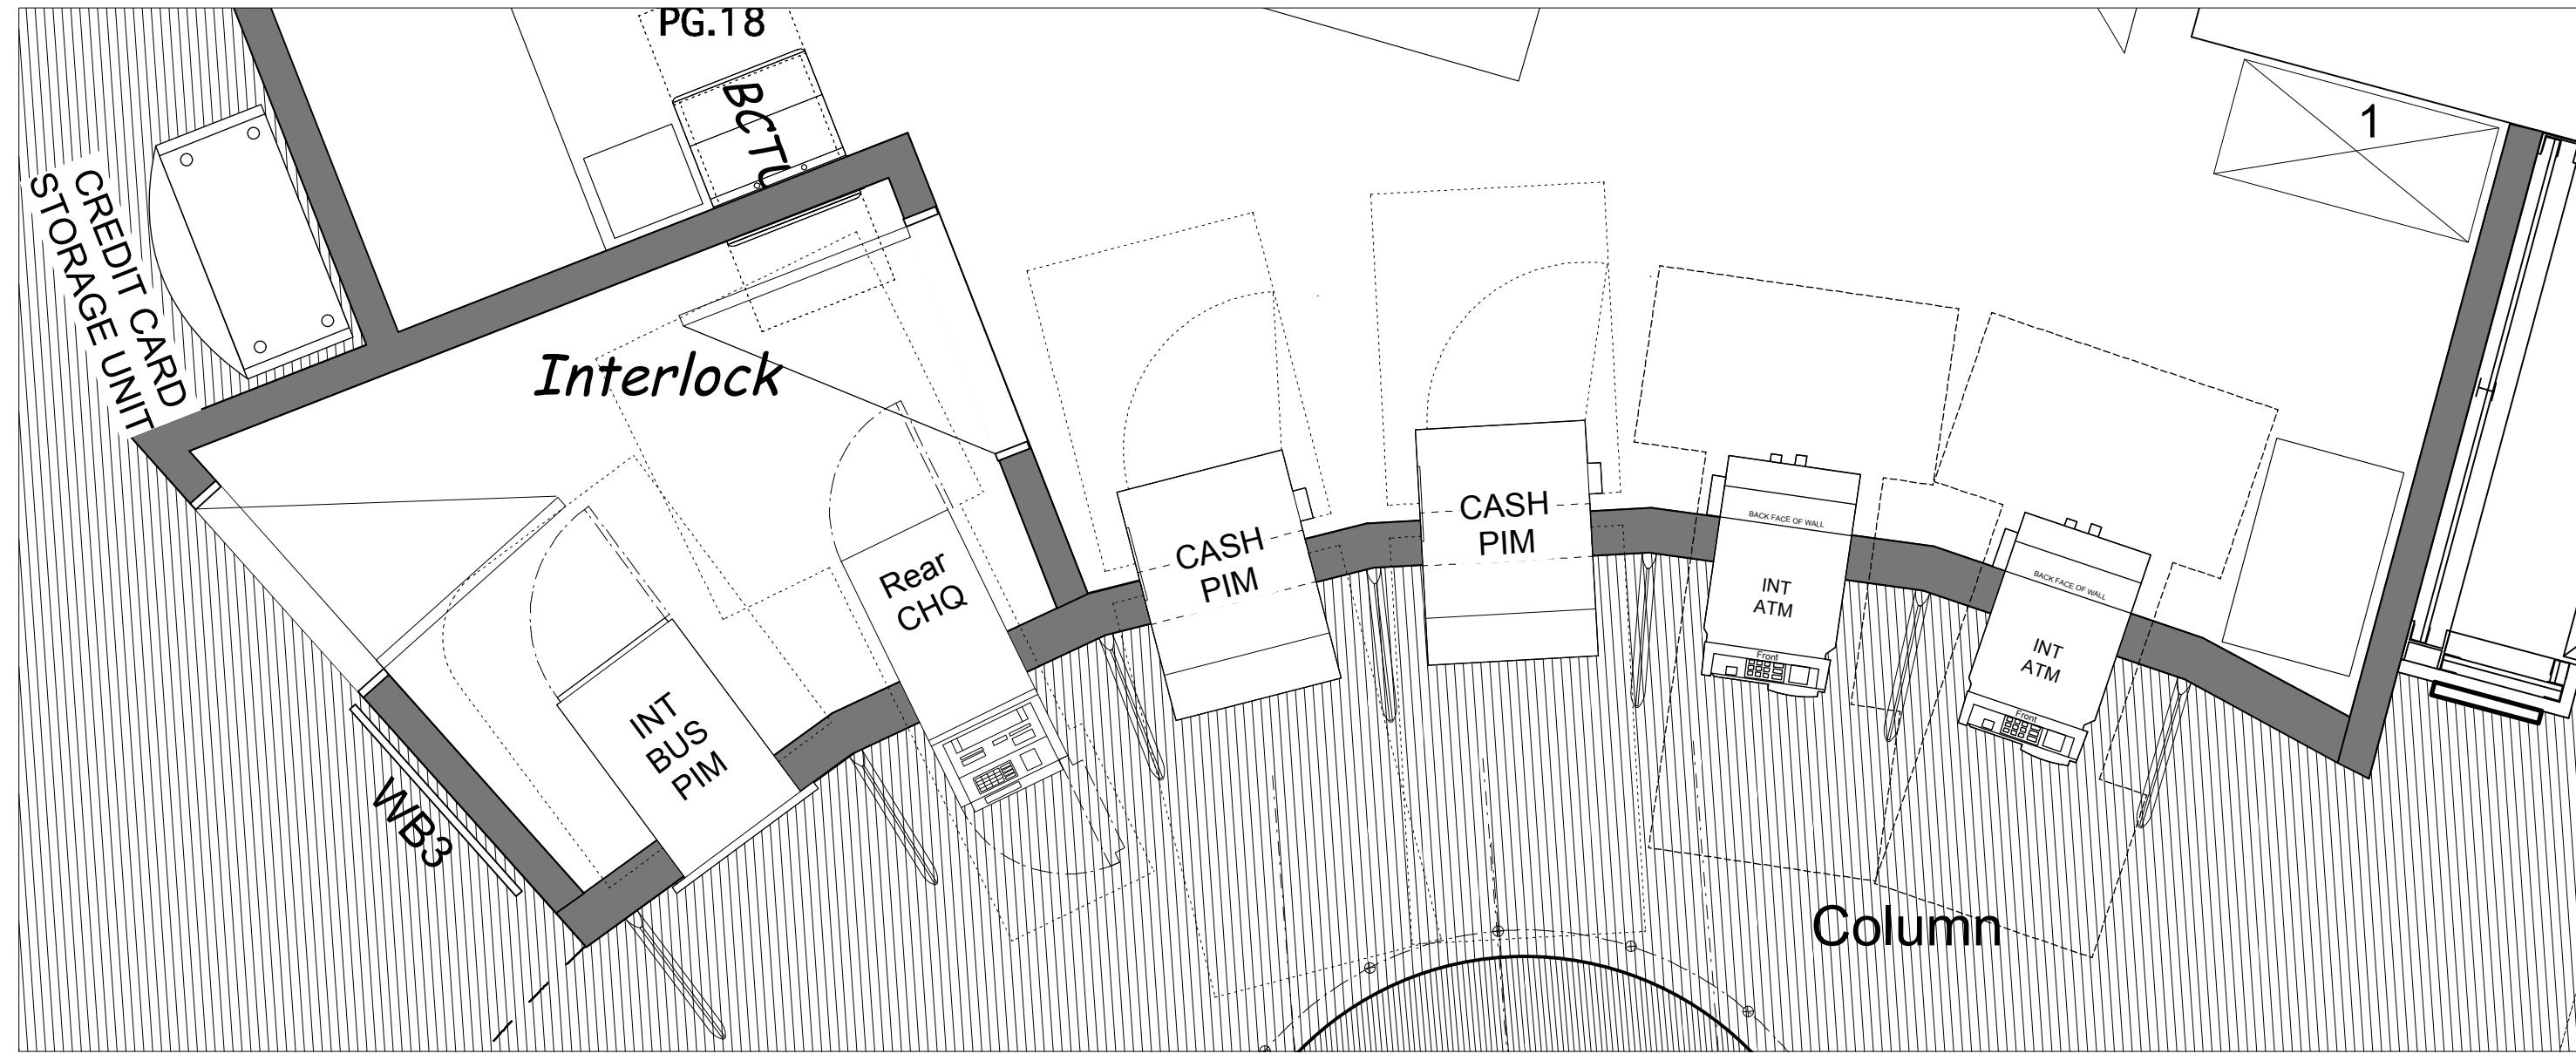 PG.18
BCTU
1
CREDIT CARD
STORAGE UNIT
Interlock
CASH
PIM
CASH
PIM
BACK FACE OF WALL
INT
ATM
Front
BACK FACE OF WALL
INT
ATM
Front
Rear
CHQ
INT
BUS
PIM
WB3
Column